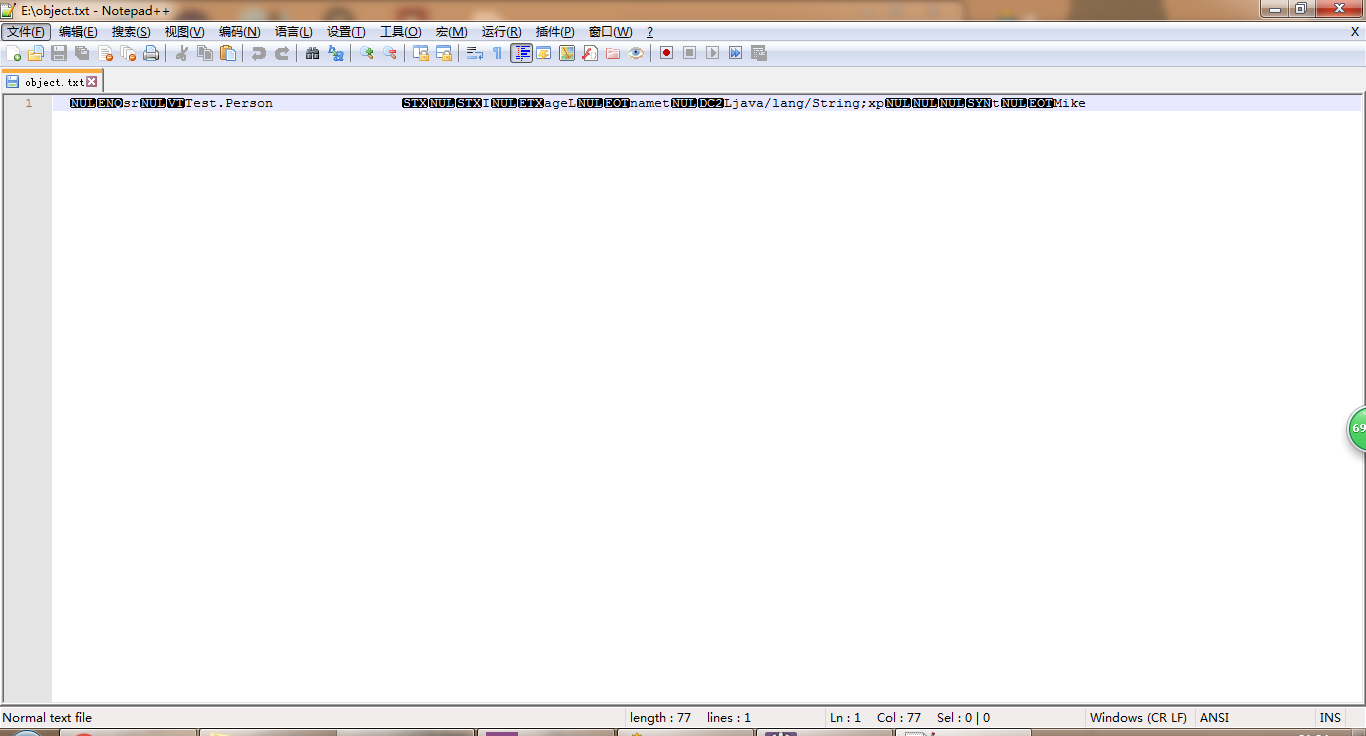 E:\object.txt - Notepad++
文件(F) 编辑(E) 搜索(S) 视图(V) 编码(N) 语言(L) 设置(T) 工具(O) 宏(M) 运行(R) 插件(P) 窗口(W) ? X
object.txt
1 NULENQsrNULVTTest.Person STXNULSTXINULETXageLNULEOTnametNULDC2Ljava/lang/String;xpNULNULNULSYNtNULEOTMike
69
Normal text file length : 77 lines : 1 Ln : 1 Col : 77 Sel : 0 | 0 Windows (CR LF) ANSI INS